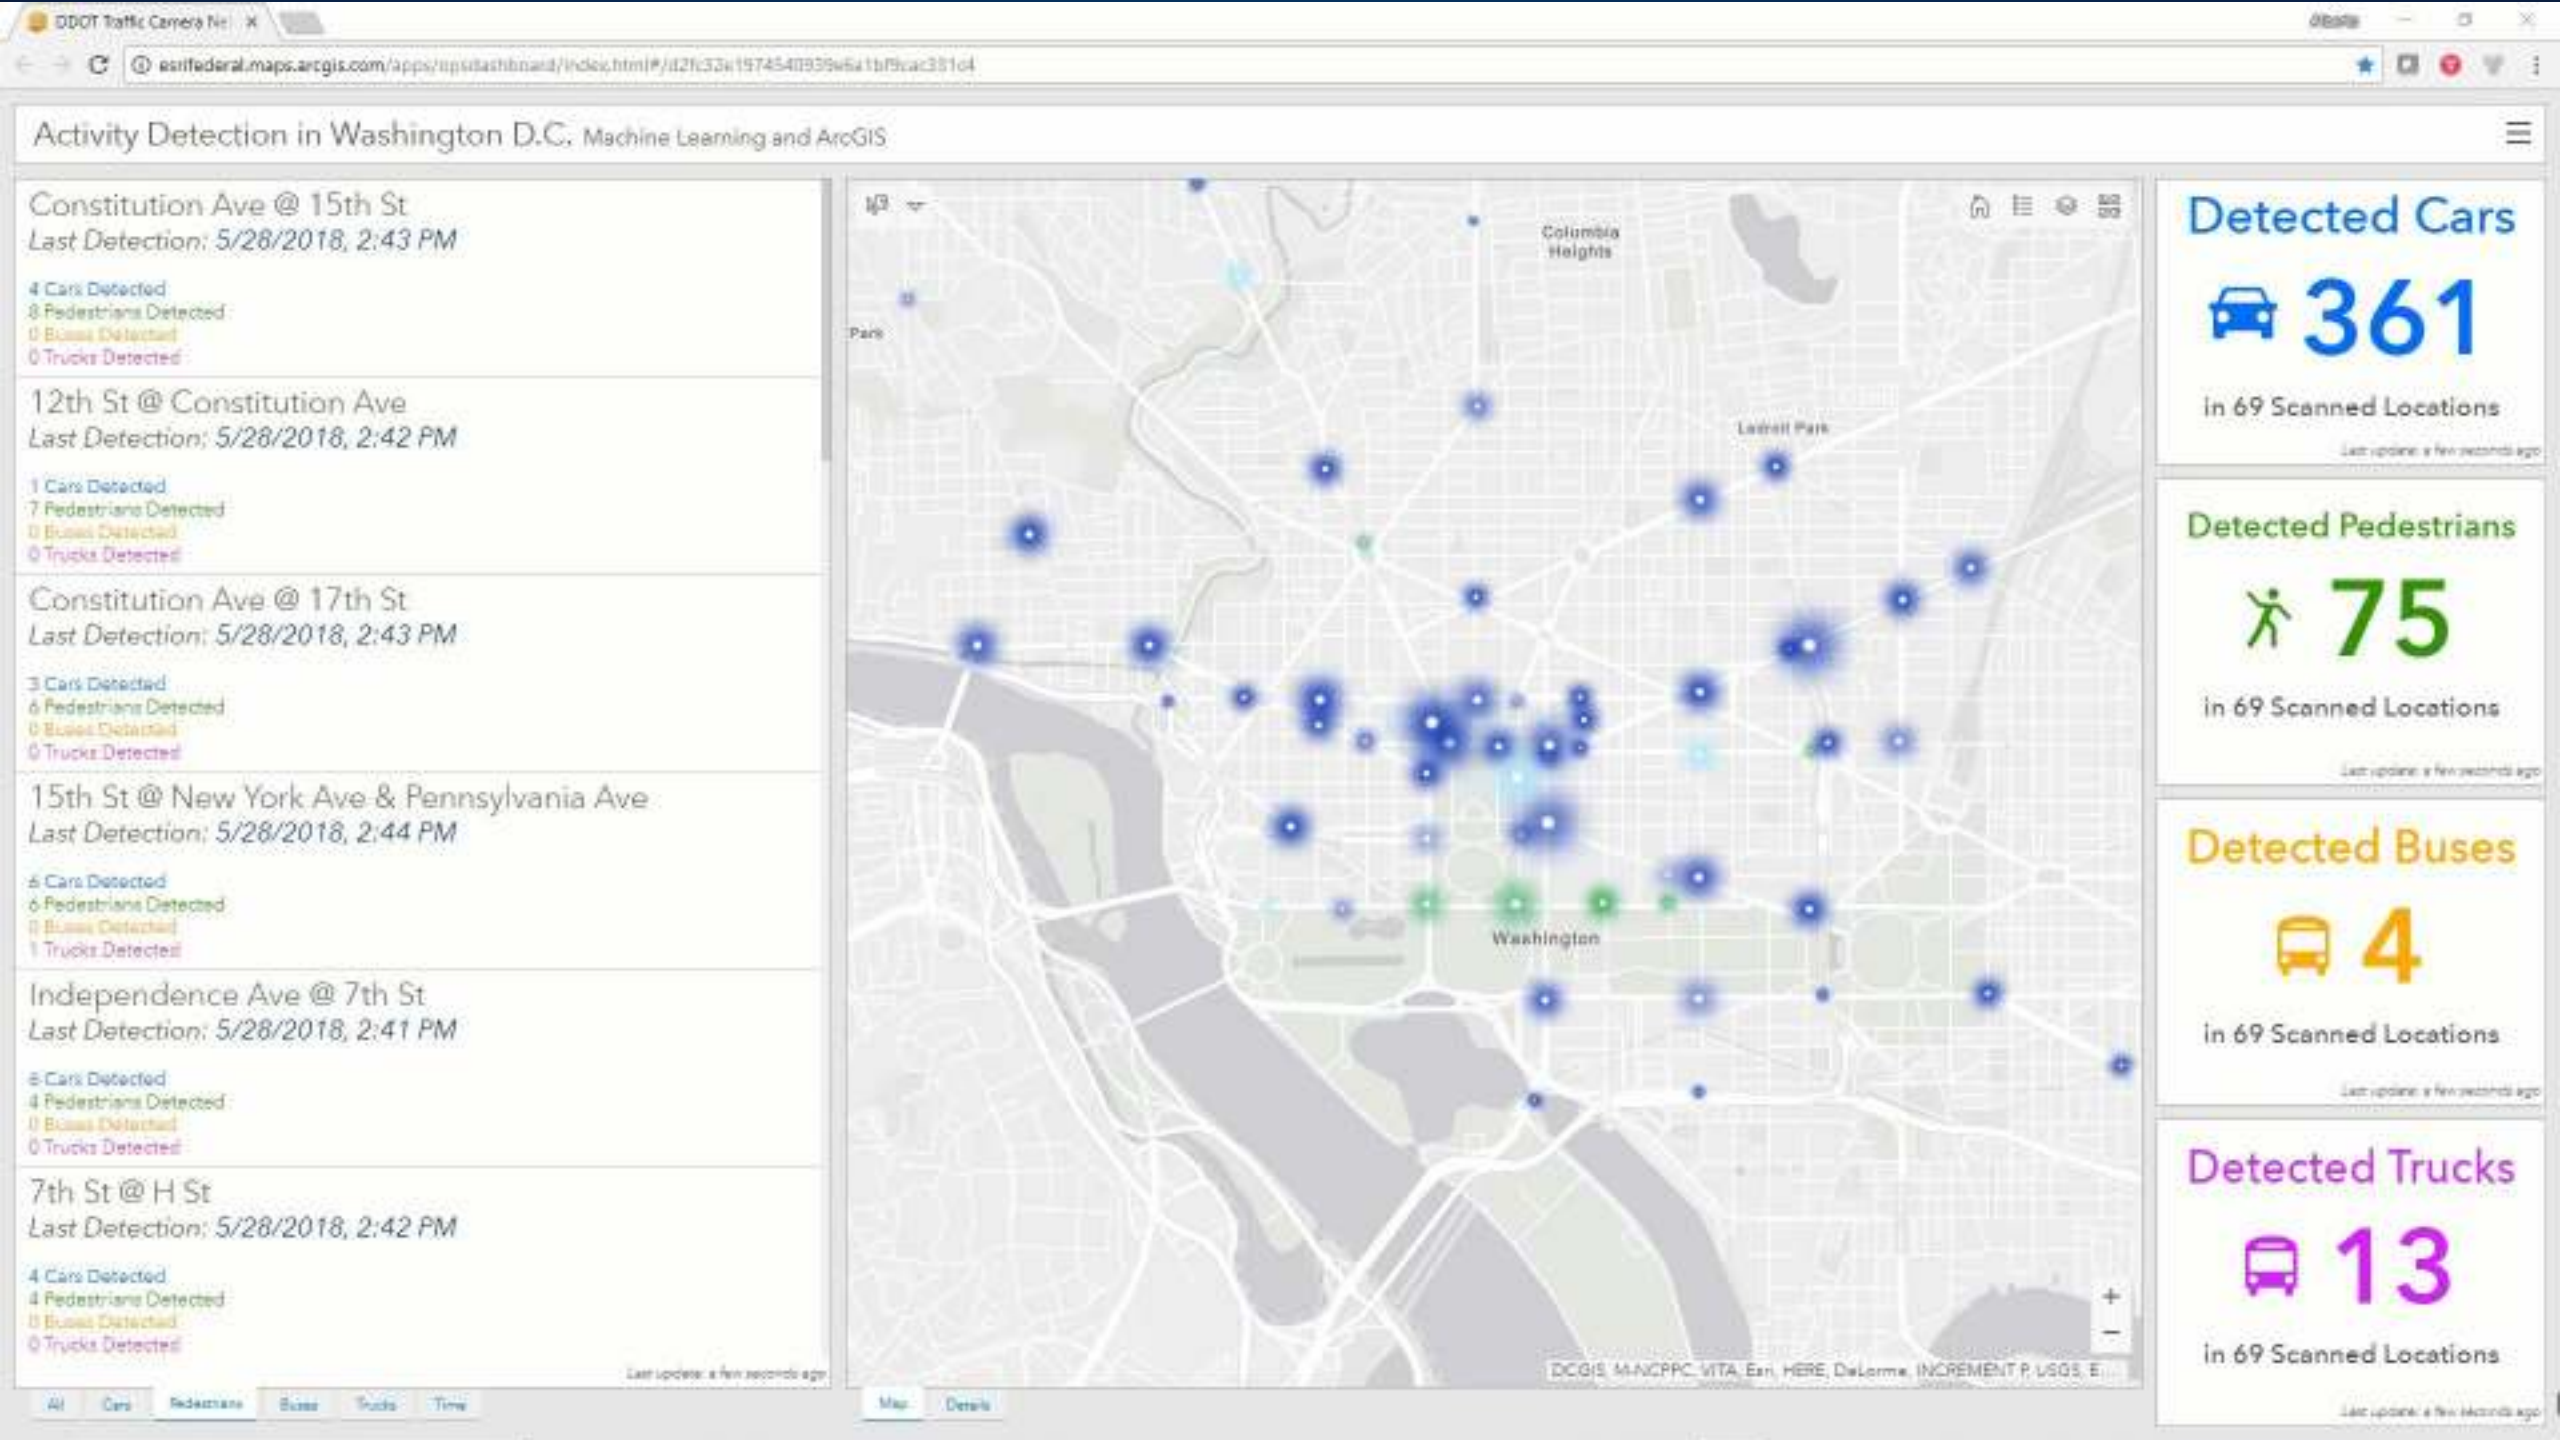 DDOT Traffic Camera Ne
esrifederal.maps.arcgis.com/apps/opsdashboard/index.html#/
Activity Detection in Washington D.C. Machine Learning and ArcGIS
Constitution Ave @ 15th St
Last Detection: 5/28/2018, 2:43 PM
4 Cars Detected
8 Pedestrians Detected
0 Buses Detected
0 Trucks Detected
12th St @ Constitution Ave
Last Detection: 5/28/2018, 2:42 PM
1 Cars Detected
7 Pedestrians Detected
0 Buses Detected
0 Trucks Detected
Constitution Ave @ 17th St
Last Detection: 5/28/2018, 2:43 PM
3 Cars Detected
6 Pedestrians Detected
0 Buses Detected
0 Trucks Detected
15th St @ New York Ave & Pennsylvania Ave
Last Detection: 5/28/2018, 2:44 PM
6 Cars Detected
6 Pedestrians Detected
0 Buses Detected
1 Trucks Detected
Independence Ave @ 7th St
Last Detection: 5/28/2018, 2:41 PM
Cars Detected
4 Pedestrians Detected
0 Buses Detected
0 Trucks Detected
7th St @ H St
Last Detection: 5/28/2018, 2:42 PM
4 Cars Detected
4 Pedestrians Detected
0 Buses Detected
0 Trucks Detected
Last update: a few seconds ago
All Cars Pedestrians Buses Trucks Time
Columbia
Heights
Park
Ledroit Park
Washington
+
−
DCGIS, M-NCPPC, VITA, Esri, HERE, DeLorme, INCREMENT P, USGS, E...
Map Details
Detected Cars
361
in 69 Scanned Locations
Last update: a few seconds ago
Detected Pedestrians
75
in 69 Scanned Locations
Last update: a few seconds ago
Detected Buses
4
in 69 Scanned Locations
Last update: a few seconds ago
Detected Trucks
13
in 69 Scanned Locations
Last update: a few seconds ago